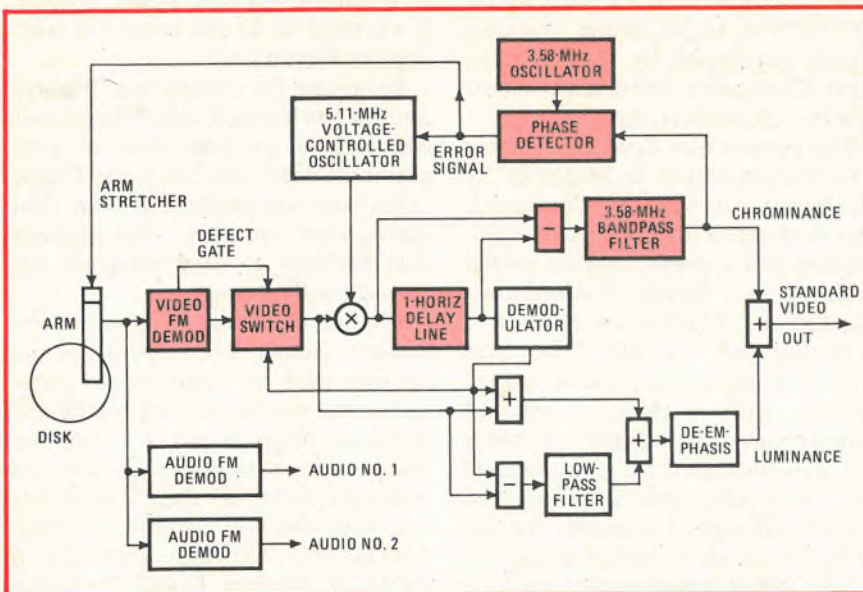 3.58-MHz
OSCILLATOR
5.11-MHz
VOLTAGE-
CONTROLLED
OSCILLATOR
ERROR
SIGNAL
PHASE
DETECTOR
ARM
STRETCHER
DEFECT
GATE
–
3.58-MHz
BANDPASS
FILTER
CHROMINANCE
ARM
VIDEO
FM
DEMOD
VIDEO
SWITCH
×
1-HORIZ
DELAY
LINE
DEMOD-
ULATOR
+
STANDARD
VIDEO
OUT
DISK
+
+
DE-EM-
PHASIS
LUMINANCE
AUDIO FM
DEMOD
AUDIO NO. 1
–
LOW-
PASS
FILTER
AUDIO FM
DEMOD
AUDIO NO. 2